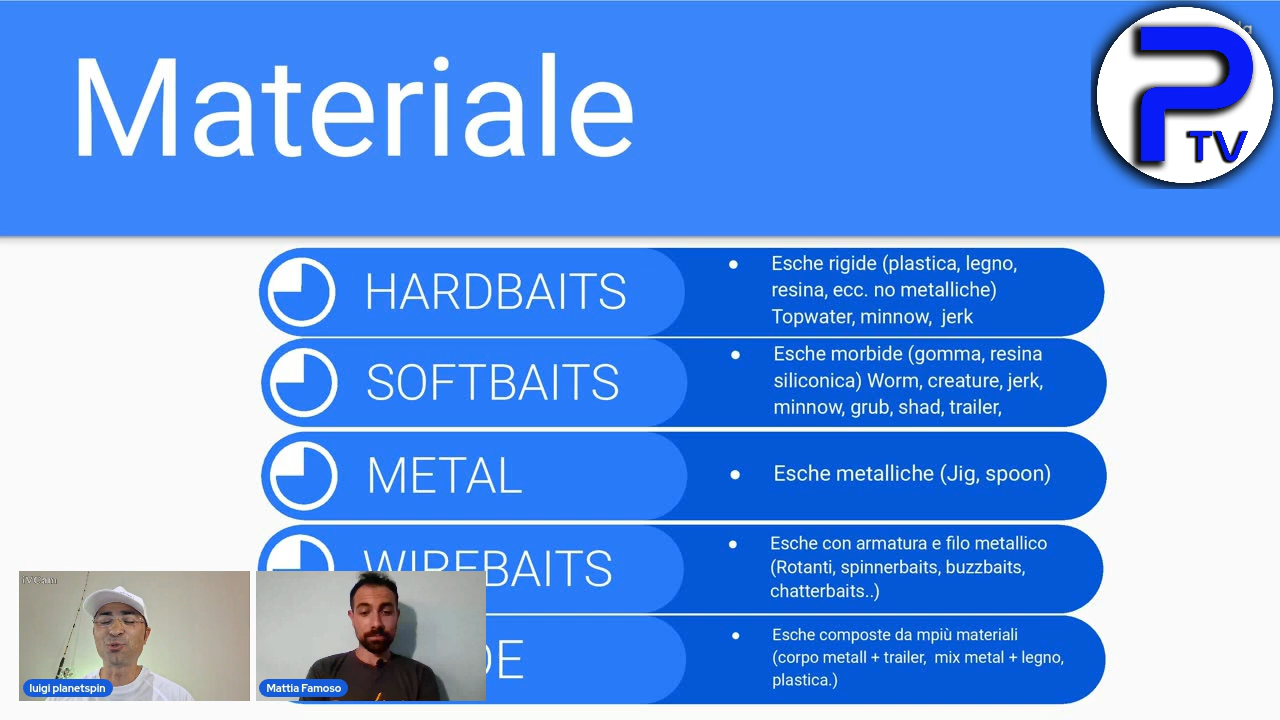 Materiale
P
TV
HARDBAITS
Esche rigide (plastica, legno,
resina, ecc. no metalliche)
Topwater, minnow, jerk
SOFTBAITS
Esche morbide (gomma, resina
siliconica) Worm, creature, jerk,
minnow, grub, shad, trailer,
METAL
Esche metalliche (Jig, spoon)
WIREBAITS
Esche con armatura e filo metallico
(Rotanti, spinnerbaits, buzzbaits,
chatterbaits..)
DE
Esche composte da mpiù materiali
(corpo metall + trailer, mix metal + legno,
plastica.)
iVCam
luigi planetspin
Mattia Famoso